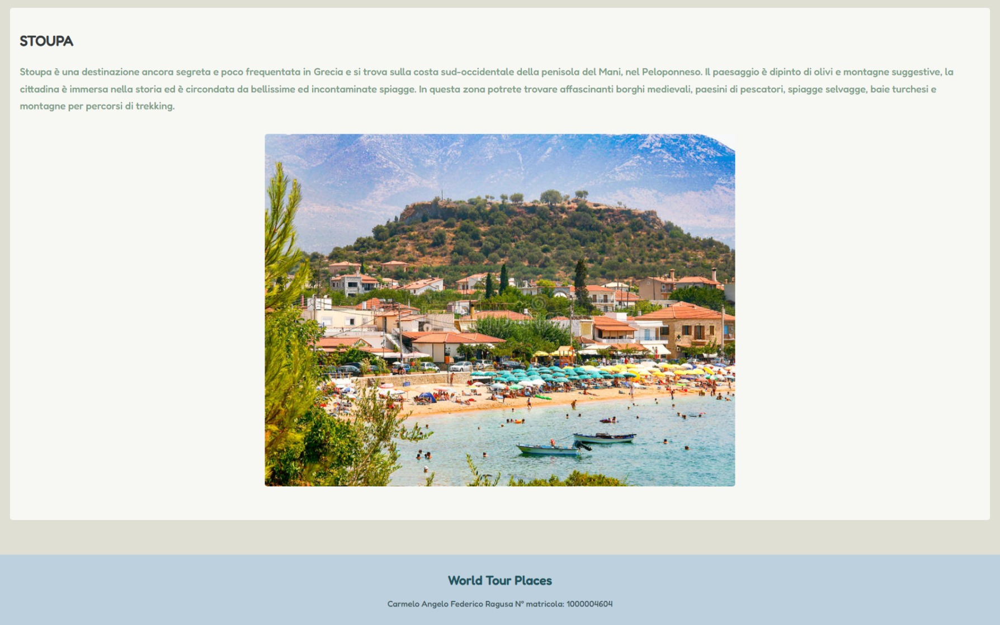 STOUPA
Stoupa è una destinazione ancora segreta e poco frequentata in Grecia e si trova sulla costa sud-occidentale della penisola del Mani, nel Peloponneso. Il paesaggio è dipinto di olivi e montagne suggestive, la
cittadina è immersa nella storia ed è circondata da bellissime ed incontaminate spiagge. In questa zona potrete trovare affascinanti borghi medievali, paesini di pescatori, spiagge selvagge, baie turchesi e
montagne per percorsi di trekking.
World Tour Places
Carmelo Angelo Federico Ragusa N° matricola: 1000004604